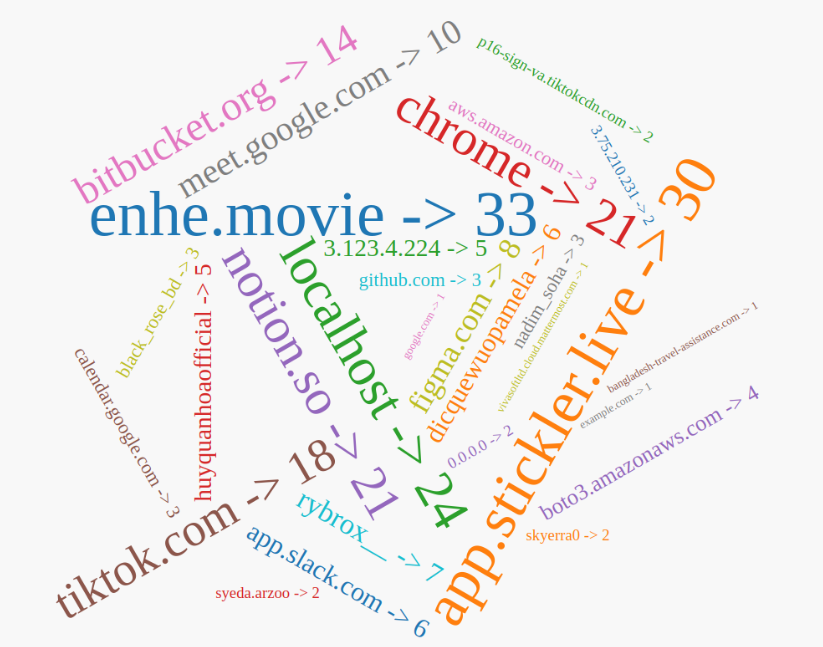 bitbucket.org -> 14
meet.google.com -> 10
p16-sign-va.tiktokcdn.com -> 2
chrome -> 21
aws.amazon.com -> 3
3.75.210.231 -> 2
enhe.movie -> 33
app.stickler.live -> 30
3.123.4.224 -> 5
github.com -> 3
google.com -> 1
localhost -> 24
notion.so -> 21
figma.com -> 8
dicquewuopamela -> 6
nadim_soha -> 3
vivasoftltd.cloud.mattermost.com -> 1
black_rose_bd -> 3
huyquanhoaofficial -> 5
calendar.google.com -> 3
bangladesh-travel-assistance.com -> 1
example.com -> 1
boto3.amazonaws.com -> 4
0.0.0.0 -> 2
tiktok.com -> 18
rybrox__ -> 7
app.slack.com -> 6
skyerra0 -> 2
syeda.arzoo -> 2